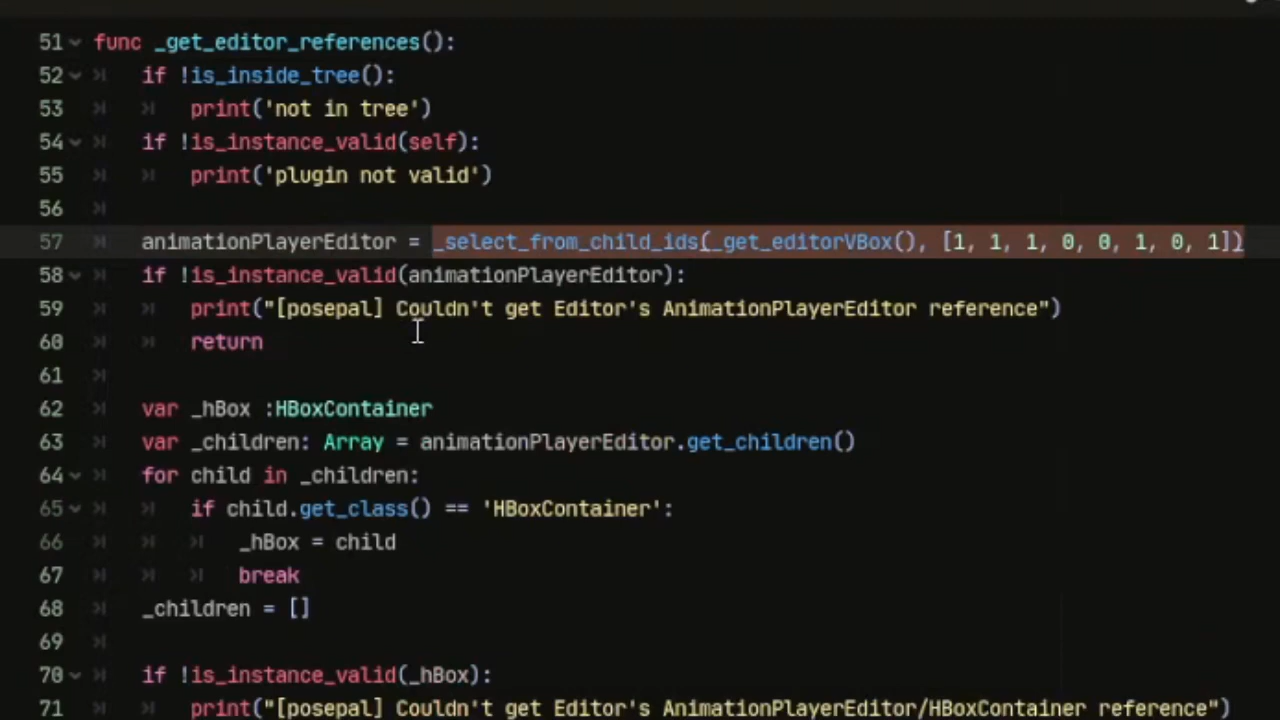 51 func _get_editor_references():
52 if !is_inside_tree():
53 print('not in tree')
54 if !is_instance_valid(self):
55 print('plugin not valid')
56
57 animationPlayerEditor = _select_from_child_ids(_get_editorVBox(), [1, 1, 1, 0, 0, 1, 0, 1])
58 if !is_instance_valid(animationPlayerEditor):
59 print("[posepal] Couldn't get Editor's AnimationPlayerEditor reference")
60 return
61
62 var _hBox :HBoxContainer
63 var _children: Array = animationPlayerEditor.get_children()
64 for child in _children:
65 if child.get_class() == 'HBoxContainer':
66 _hBox = child
67 break
68 _children = []
69
70 if !is_instance_valid(_hBox):
71 print("[posepal] Couldn't get Editor's AnimationPlayerEditor/HBoxContainer reference")